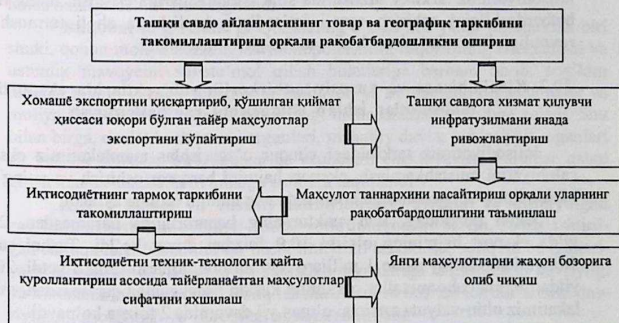 Ташқи савдо айланмасининг товар ва географик таркибини
такомиллаштириш орқали рақобатбардошликни ошириш
Хомашё экспортини қисқартириб, қўшилган қиймат
ҳиссаси юқори бўлган тайёр маҳсулотлар
экспортини кўпайтириш
Ташқи савдога хизмат қилувчи
инфратузилмани янада
ривожлантириш
Иқтисодиётнинг тармоқ таркибини
такомиллаштириш
Маҳсулот таннархини пасайтириш орқали уларнинг
рақобатбардошлигини таъминлаш
Иқтисодиётни техник-технологик қайта
қуроллантириш асосида тайёрланаётган маҳсулотлар
сифатини яхшилаш
Янги маҳсулотларни жаҳон бозорига
олиб чиқиш